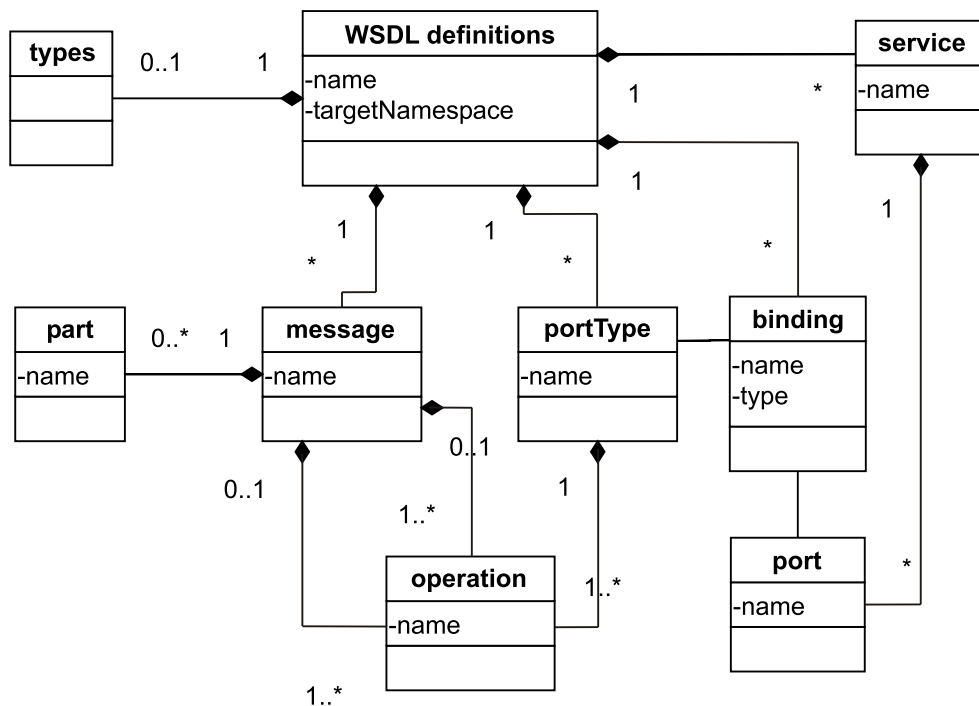 WSDL definitions
-name
-targetNamespace
types
0..1
1
service
-name
1
*
1
*
1
*
1
*
1
*
part
-name
0..*
1
message
-name
portType
-name
binding
-name
-type
0..1
1..*
0..1
1..*
1
1..*
operation
-name
port
-name